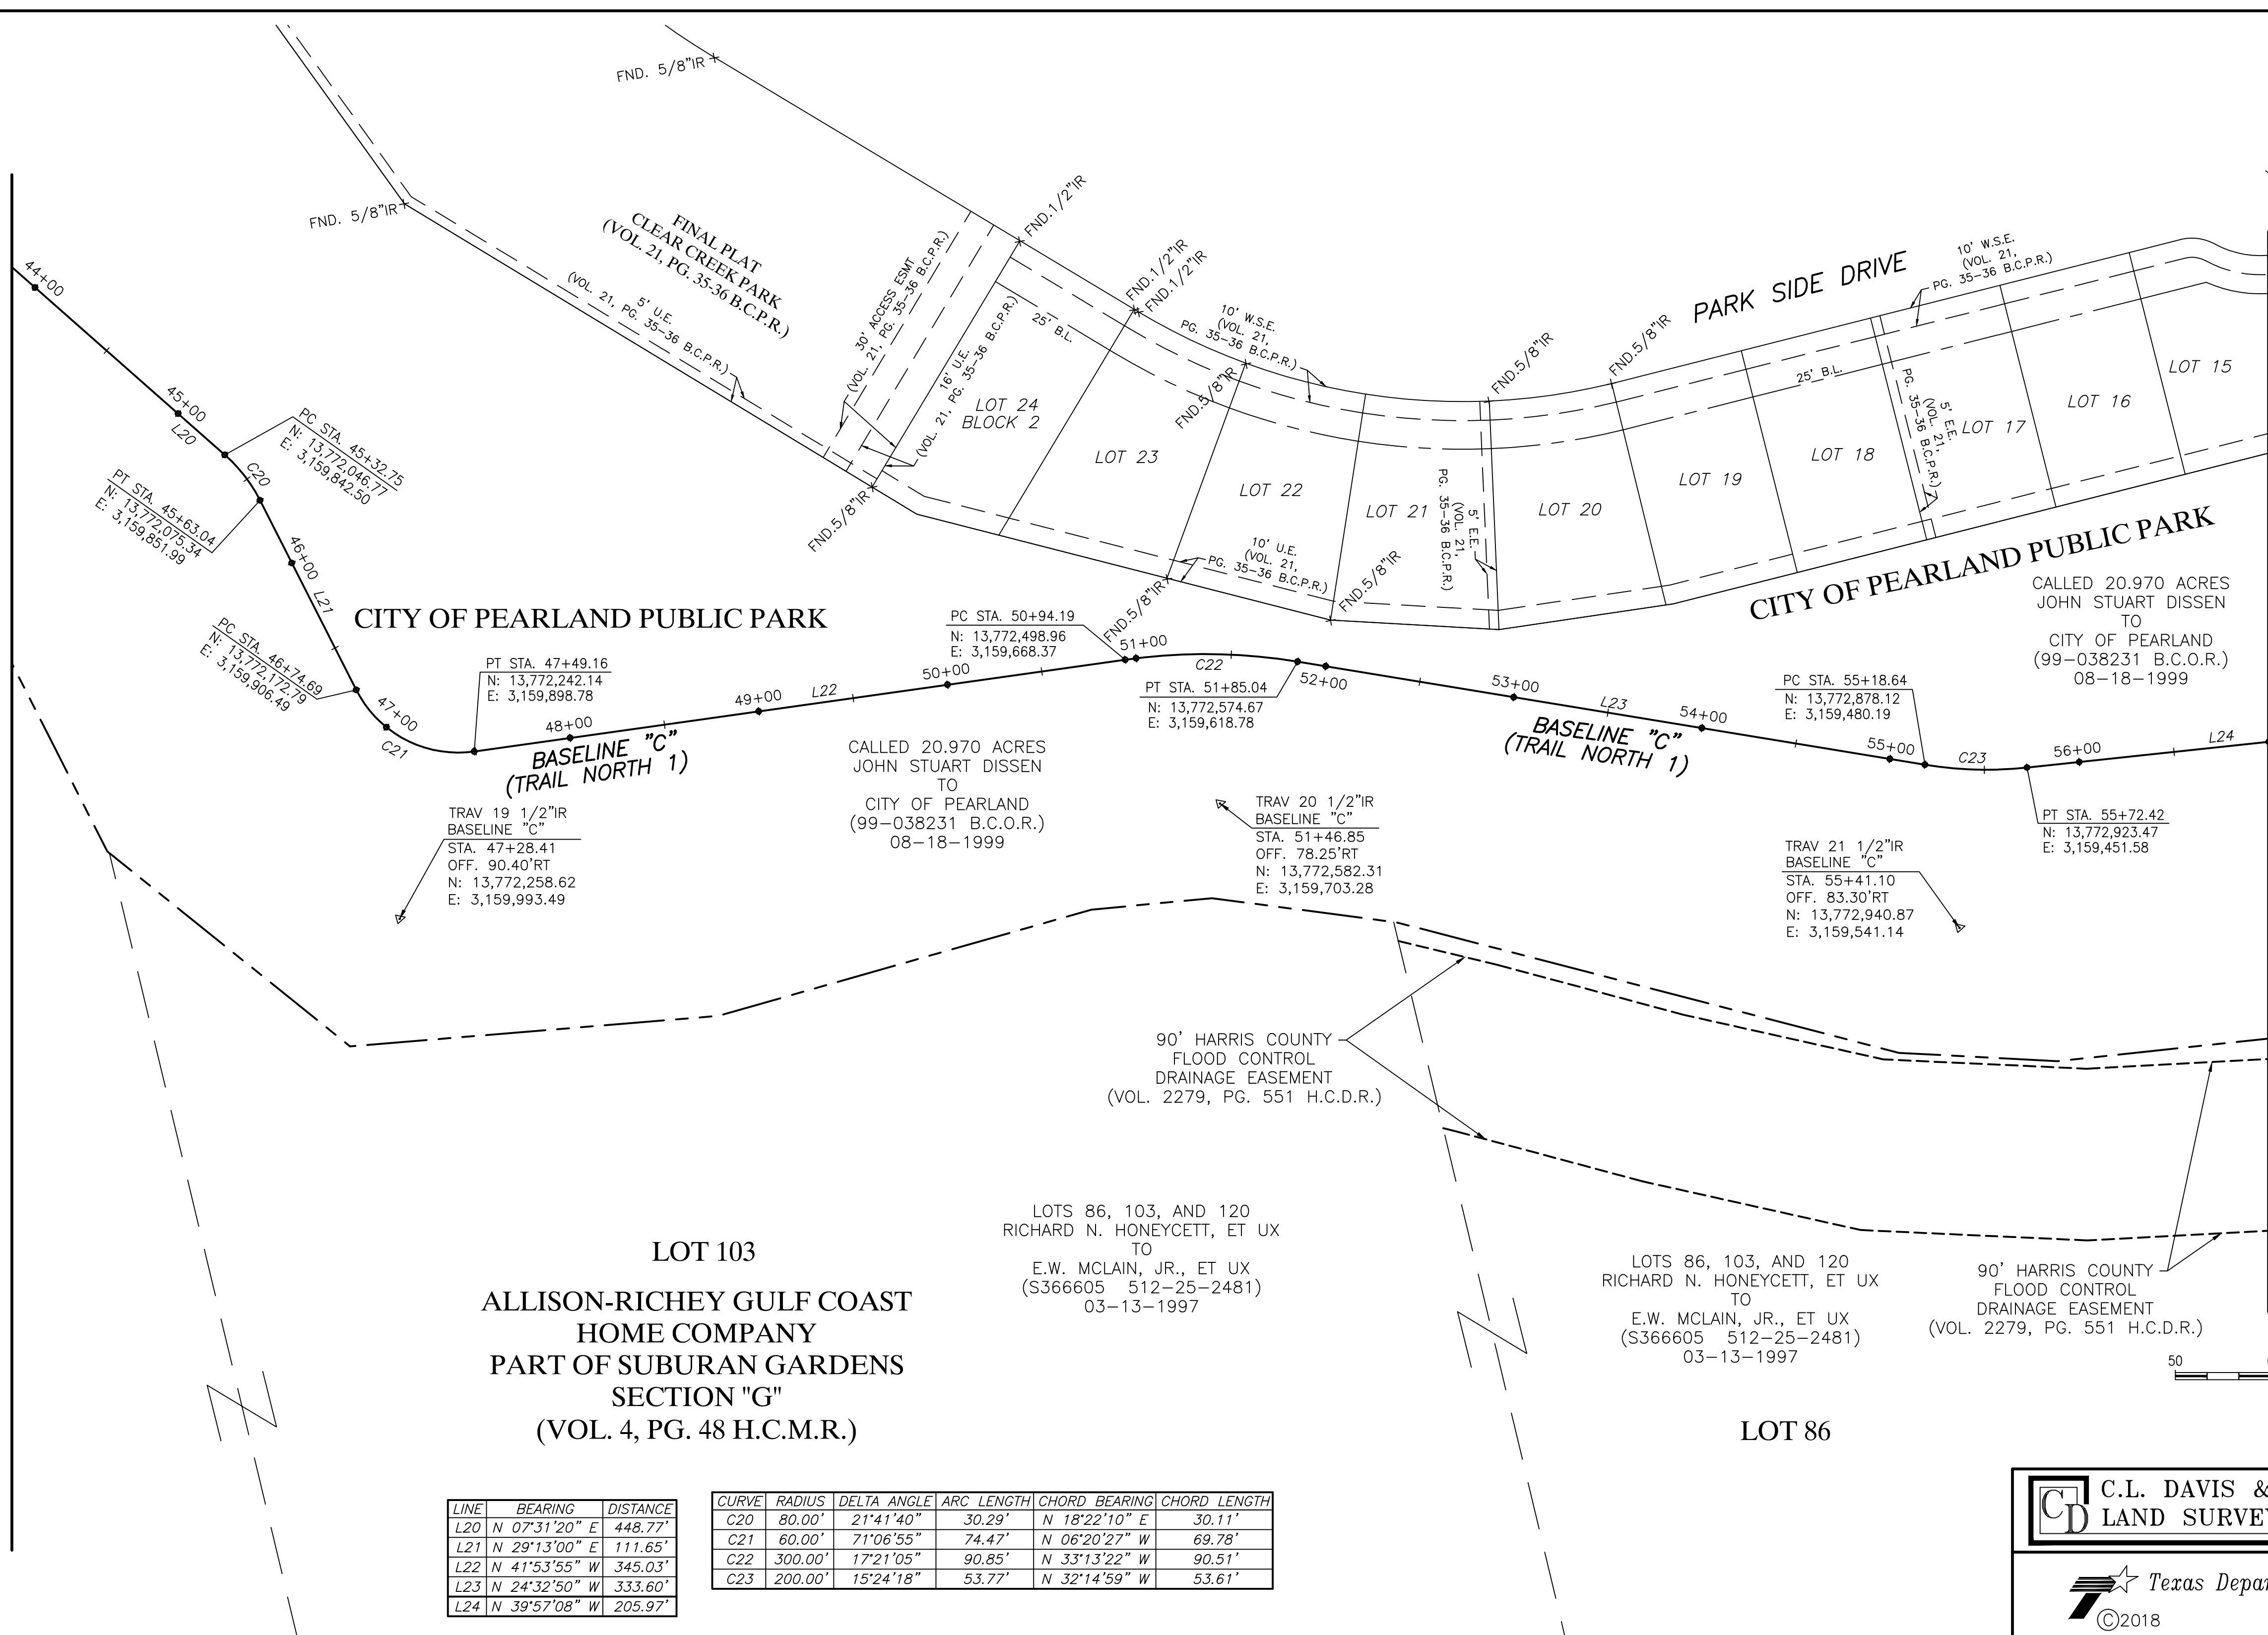 FND. 5/8"IR
FND. 5/8"IR
FINAL PLAT
CLEAR CREEK PARK
(VOL. 21, PG. 35-36 B.C.P.R.)
5' U.E.
(VOL. 21, PG. 35-36 B.C.P.R.)
30' ACCESS ESMT
(VOL. 21, PG. 35-36 B.C.P.R.)
16' U.E.
(VOL. 21, PG. 35-36 B.C.P.R.)
FND.1/2"IR
FND.1/2"IR
FND.1/2"IR
25' B.L.
10' W.S.E.
(VOL. 21,
PG. 35-36 B.C.P.R.)
FND.5/8"IR
FND.5/8"IR
FND.5/8"IR
PARK SIDE DRIVE
10' W.S.E.
(VOL. 21,
PG. 35-36 B.C.P.R.)
25' B.L.
LOT 24
BLOCK 2
LOT 23
LOT 22
LOT 21
LOT 20
LOT 19
LOT 18
LOT 17
LOT 16
LOT 15
5' E.E.
(VOL. 21,
PG. 35-36 B.C.P.R.)
5' E.E.
(VOL. 21,
PG. 35-36 B.C.P.R.)
10' U.E.
(VOL. 21,
PG. 35-36 B.C.P.R.)
FND.5/8"IR
FND.5/8"IR
FND.5/8"IR
44+00
45+00
L20
PC STA. 45+32.75
N: 13,772,046.77
E: 3,159,842.50
C20
PT STA. 45+63.04
N: 13,772,075.34
E: 3,159,851.99
46+00
L21
PC STA. 46+74.69
N: 13,772,172.79
E: 3,159,906.49
47+00
C21
CITY OF PEARLAND PUBLIC PARK
PT STA. 47+49.16
N: 13,772,242.14
E: 3,159,898.78
48+00
BASELINE "C"
(TRAIL NORTH 1)
49+00
L22
50+00
PC STA. 50+94.19
N: 13,772,498.96
E: 3,159,668.37
51+00
C22
PT STA. 51+85.04
N: 13,772,574.67
E: 3,159,618.78
52+00
53+00
L23
BASELINE "C"
(TRAIL NORTH 1)
54+00
PC STA. 55+18.64
N: 13,772,878.12
E: 3,159,480.19
55+00
C23
56+00
L24
PT STA. 55+72.42
N: 13,772,923.47
E: 3,159,451.58
CITY OF PEARLAND PUBLIC PARK
CALLED 20.970 ACRES
JOHN STUART DISSEN
TO
CITY OF PEARLAND
(99-038231 B.C.O.R.)
08-18-1999
CALLED 20.970 ACRES
JOHN STUART DISSEN
TO
CITY OF PEARLAND
(99-038231 B.C.O.R.)
08-18-1999
TRAV 19 1/2"IR
BASELINE "C"
STA. 47+28.41
OFF. 90.40'RT
N: 13,772,258.62
E: 3,159,993.49
TRAV 20 1/2"IR
BASELINE "C"
STA. 51+46.85
OFF. 78.25'RT
N: 13,772,582.31
E: 3,159,703.28
TRAV 21 1/2"IR
BASELINE "C"
STA. 55+41.10
OFF. 83.30'RT
N: 13,772,940.87
E: 3,159,541.14
90' HARRIS COUNTY
FLOOD CONTROL
DRAINAGE EASEMENT
(VOL. 2279, PG. 551 H.C.D.R.)
LOT 103
ALLISON-RICHEY GULF COAST
HOME COMPANY
PART OF SUBURAN GARDENS
SECTION "G"
(VOL. 4, PG. 48 H.C.M.R.)
LOTS 86, 103, AND 120
RICHARD N. HONEYCETT, ET UX
TO
E.W. MCLAIN, JR., ET UX
(S366605 512-25-2481)
03-13-1997
LOTS 86, 103, AND 120
RICHARD N. HONEYCETT, ET UX
TO
E.W. MCLAIN, JR., ET UX
(S366605 512-25-2481)
03-13-1997
90' HARRIS COUNTY
FLOOD CONTROL
DRAINAGE EASEMENT
(VOL. 2279, PG. 551 H.C.D.R.)
50
LOT 86
LINE BEARING DISTANCE
L20 N 07°31'20" E 448.77'
L21 N 29°13'00" E 111.65'
L22 N 41°53'55" W 345.03'
L23 N 24°32'50" W 333.60'
L24 N 39°57'08" W 205.97'
CURVE RADIUS DELTA ANGLE ARC LENGTH CHORD BEARING CHORD LENGTH
C20 80.00' 21°41'40" 30.29' N 18°22'10" E 30.11'
C21 60.00' 71°06'55" 74.47' N 06°20'27" W 69.78'
C22 300.00' 17°21'05" 90.85' N 33°13'22" W 90.51'
C23 200.00' 15°24'18" 53.77' N 32°14'59" W 53.61'
CD
C.L. DAVIS &
LAND SURVE
Texas Depa
©2018